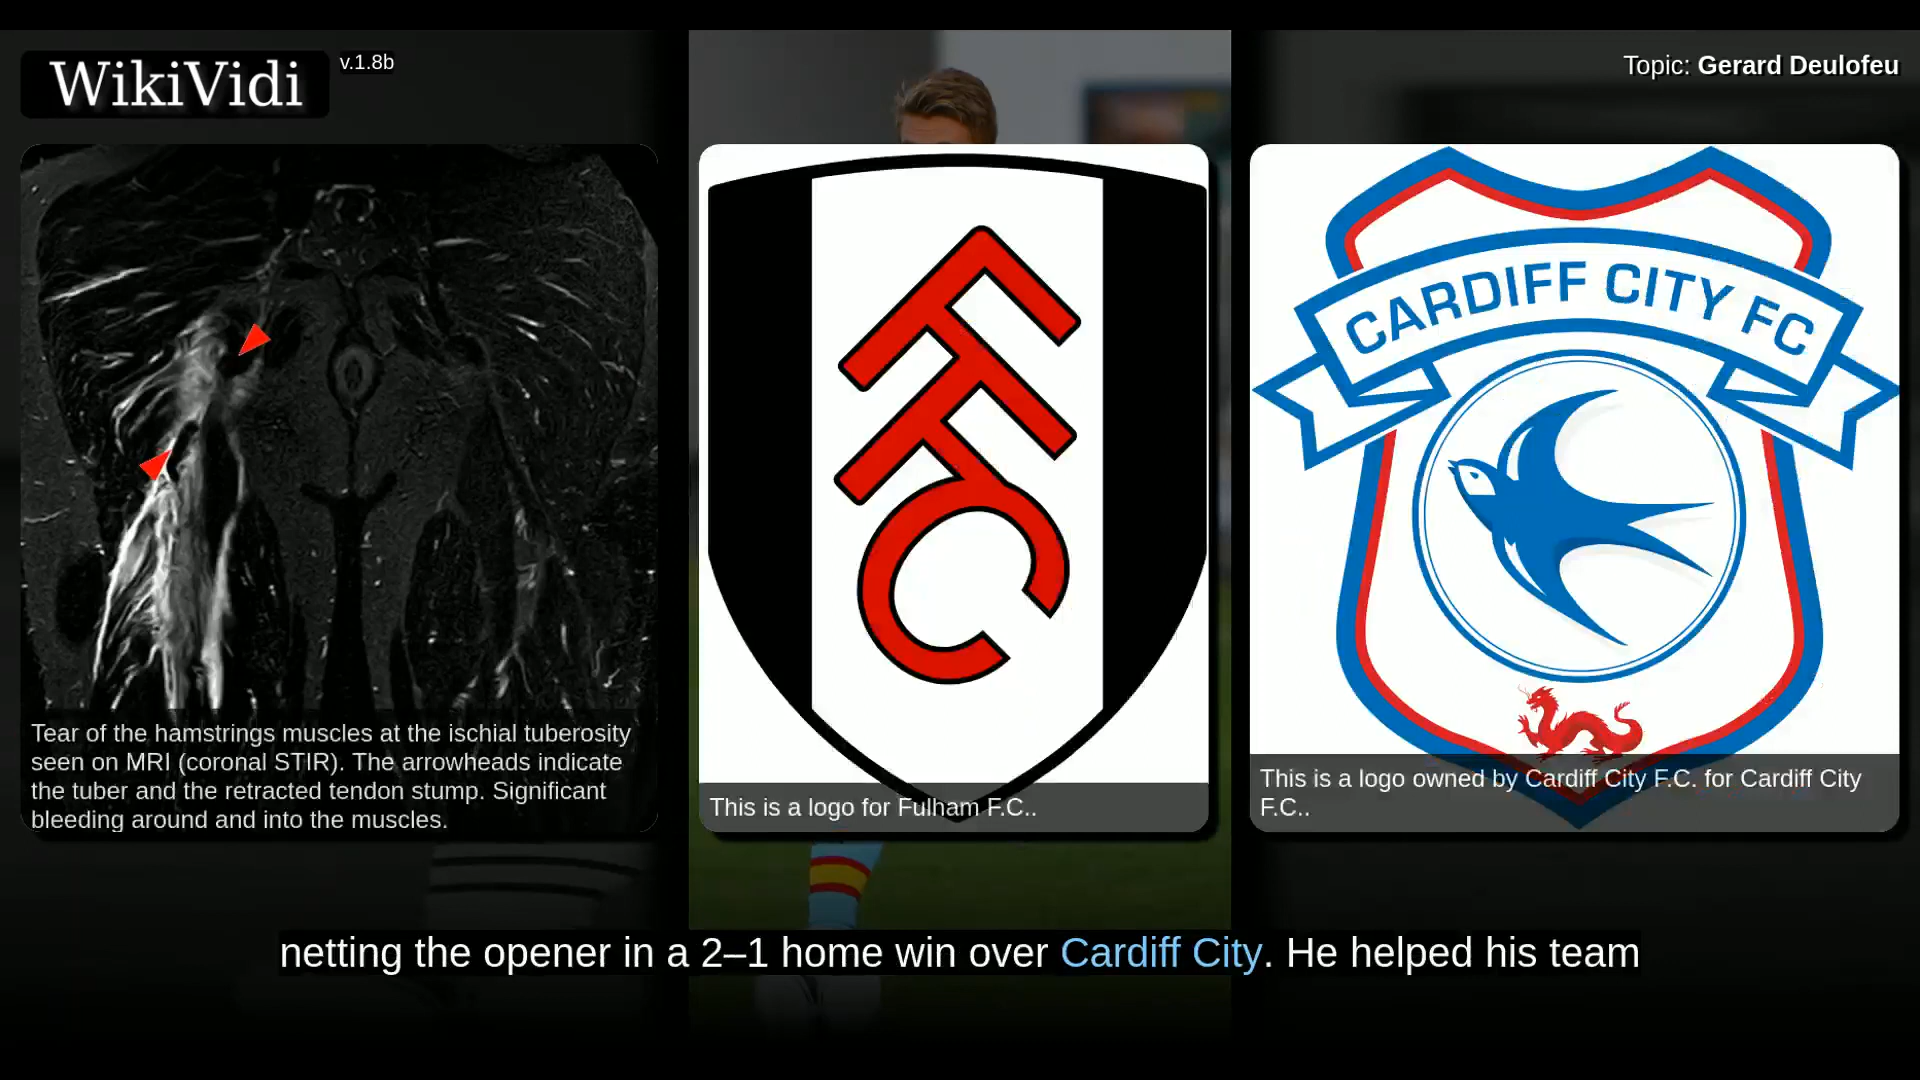 WikiVidi
v.1.8b
Topic: Gerard Deulofeu
Tear of the hamstrings muscles at the ischial tuberosity
seen on MRI (coronal STIR). The arrowheads indicate
the tuber and the retracted tendon stump. Significant
bleeding around and into the muscles.
FFC
This is a logo for Fulham F.C..
CARDIFF CITY FC
This is a logo owned by Cardiff City F.C. for Cardiff City
F.C..
netting the opener in a 2–1 home win over Cardiff City. He helped his team